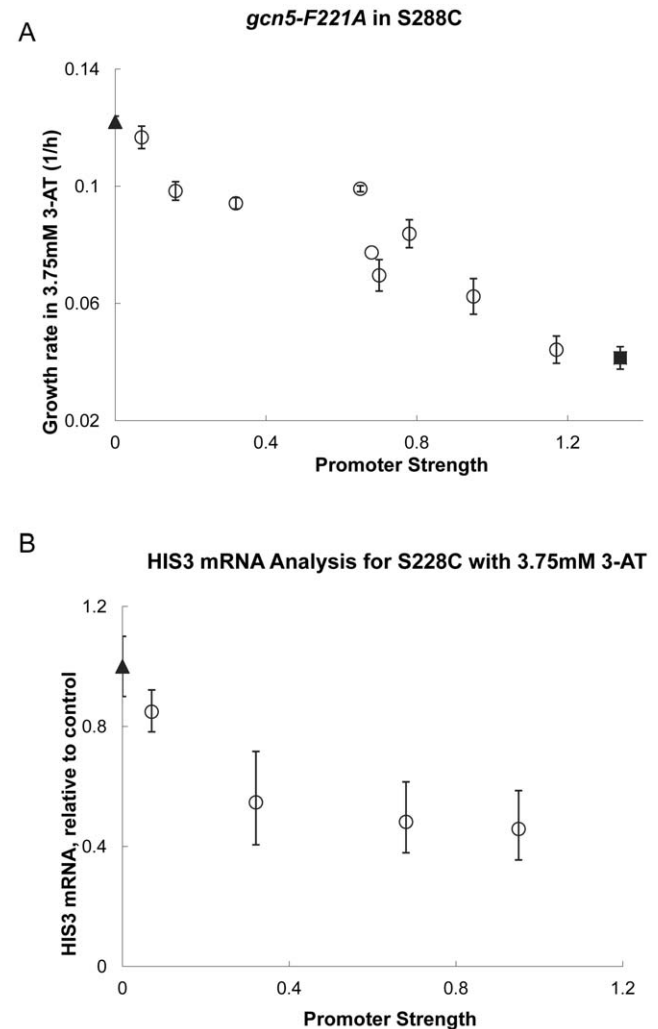 A
gcn5-F221A in S288C
Growth rate in 3.75mM 3-AT (1/h)
0.14
0.1
0.06
0.02
0
0.4
0.8
1.2
Promoter Strength
B
HIS3 mRNA Analysis for S228C with 3.75mM 3-AT
HIS3 mRNA, relative to control
1.2
0.8
0.4
0
0
0.4
0.8
1.2
Promoter Strength